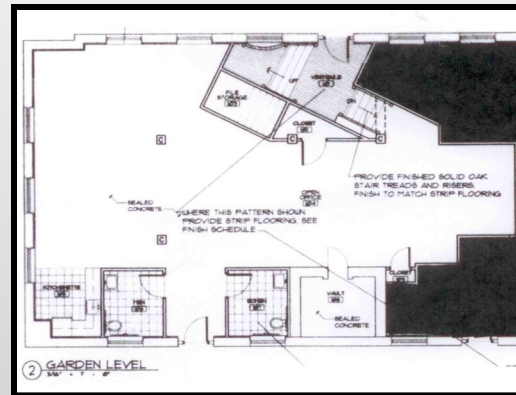 UP
VESTIBULE
FILE
STORAGE
DN
CLOSET
C
C
C
C
PROVIDE FINISHED SOLID OAK
STAIR TREADS AND RISERS.
FINISH TO MATCH STRIP FLOORING
OPEN
OFFICE
SEALED
CONCRETE
WHERE THIS PATTERN SHOWN
PROVIDE STRIP FLOORING. SEE
FINISH SCHEDULE
CLOSET
KITCHENETTE
MEN
WOMEN
VAULT
SEALED
CONCRETE
2 GARDEN LEVEL